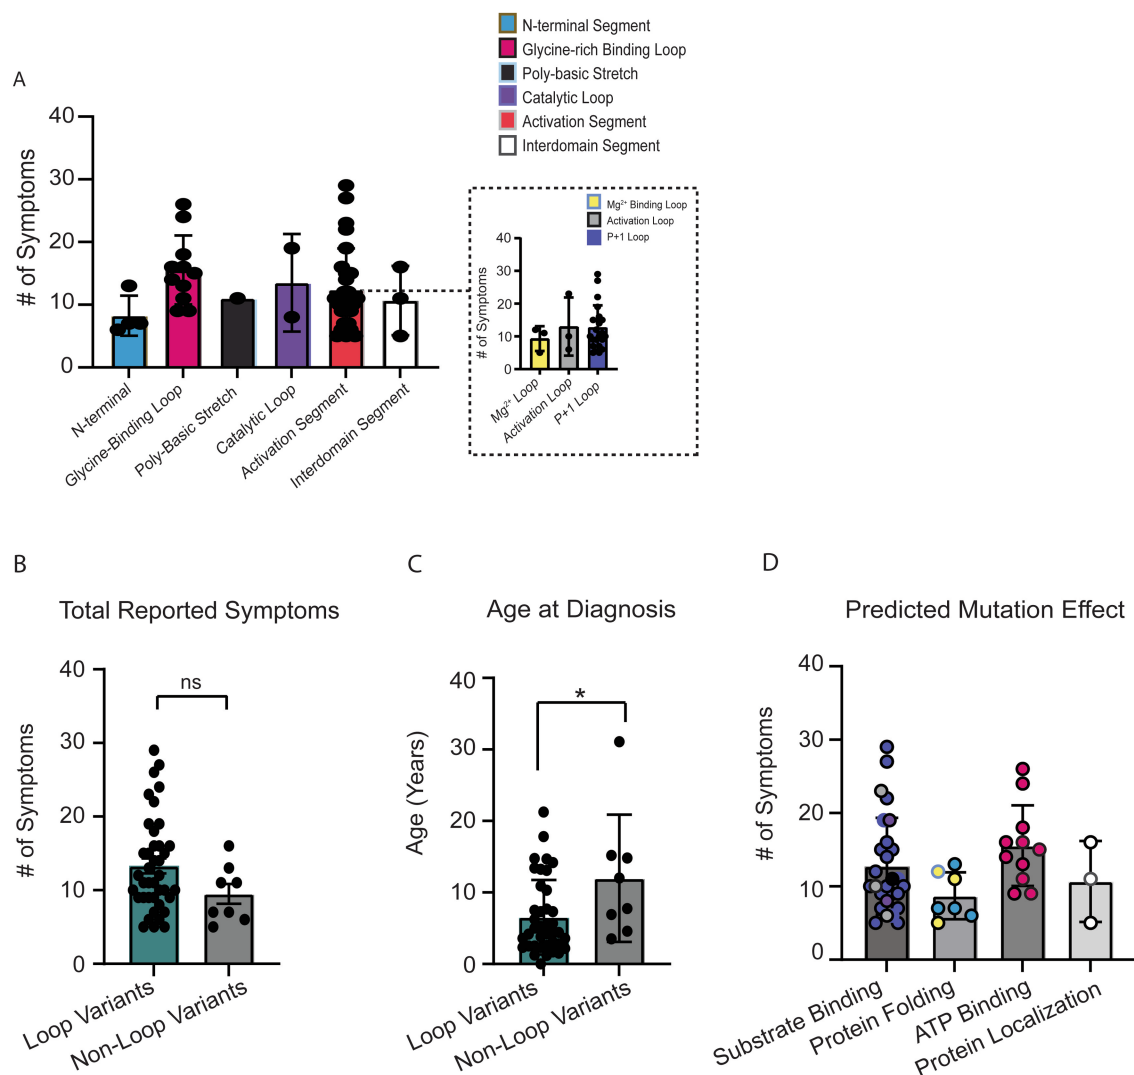 N-terminal Segment
Glycine-rich Binding Loop
Poly-basic Stretch
Catalytic Loop
Activation Segment
Interdomain Segment
A
# of Symptoms
40
30
20
10
0
N-terminal
Glycine-Binding Loop
Poly-Basic Stretch
Catalytic Loop
Activation Segment
Interdomain Segment
Mg²⁺ Binding Loop
Activation Loop
P+1 Loop
# of Symptoms
40
30
20
10
0
Mg²⁺ Loop
Activation Loop
P+1 Loop
B
Total Reported Symptoms
# of Symptoms
40
30
20
10
0
ns
Loop Variants
Non-Loop Variants
C
Age at Diagnosis
Age (Years)
40
30
20
10
0
*
Loop Variants
Non-Loop Variants
D
Predicted Mutation Effect
# of Symptoms
40
30
20
10
0
Substrate Binding
Protein Folding
ATP Binding
Protein Localization